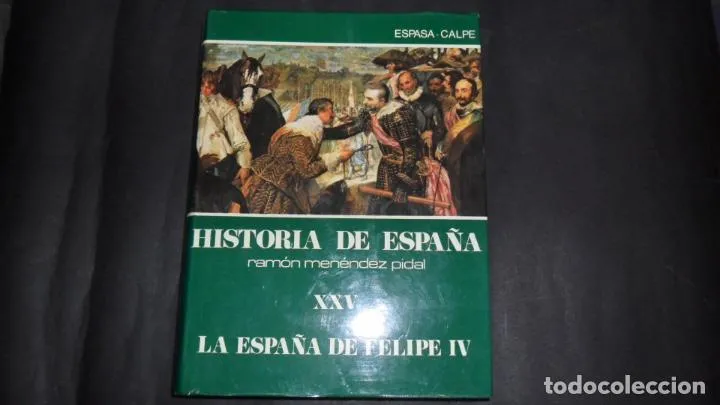 ESPASA - CALPE
HISTORIA DE ESPAÑA
ramón menéndez pidal
XXV
LA ESPAÑA DE FELIPE IV
todocoleccion